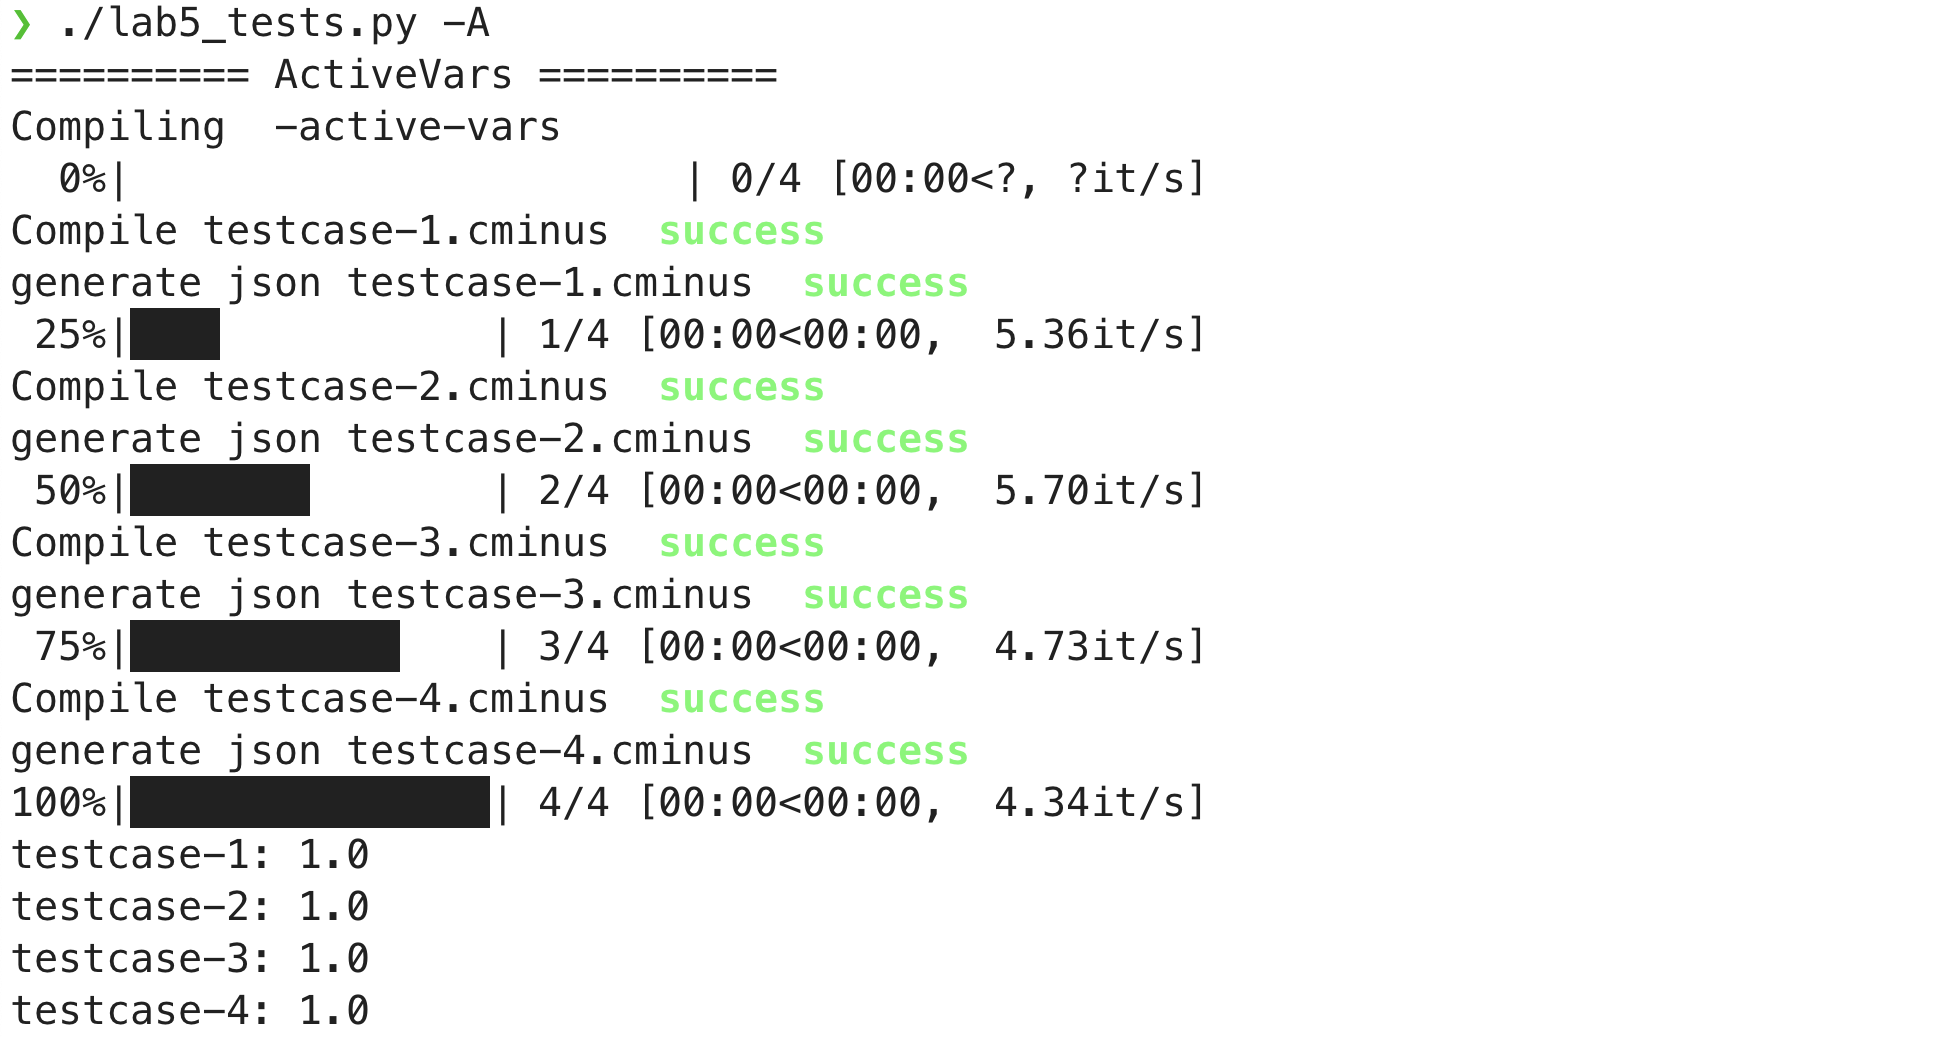 ❯ ./lab5_tests.py -A
========== ActiveVars ==========
Compiling  -active-vars
  0%|                       | 0/4 [00:00<?, ?it/s]
Compile testcase-1.cminus  success
generate json testcase-1.cminus  success
 25%|███▊           | 1/4 [00:00<00:00,  5.36it/s]
Compile testcase-2.cminus  success
generate json testcase-2.cminus  success
 50%|███████▌       | 2/4 [00:00<00:00,  5.70it/s]
Compile testcase-3.cminus  success
generate json testcase-3.cminus  success
 75%|███████████▎   | 3/4 [00:00<00:00,  4.73it/s]
Compile testcase-4.cminus  success
generate json testcase-4.cminus  success
100%|███████████████| 4/4 [00:00<00:00,  4.34it/s]
testcase-1: 1.0
testcase-2: 1.0
testcase-3: 1.0
testcase-4: 1.0